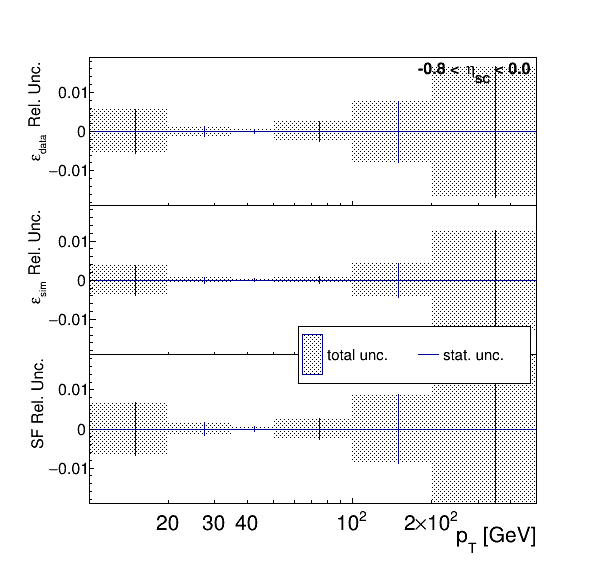 -0.8 < η_SC < 0.0
ε_data Rel. Unc.
0.01
0
−0.01
ε_sim Rel. Unc.
0.01
0
−0.01
total unc.
stat. unc.
SF Rel. Unc.
0.01
0
−0.01
20 30 40 10² 2×10²
p_T [GeV]